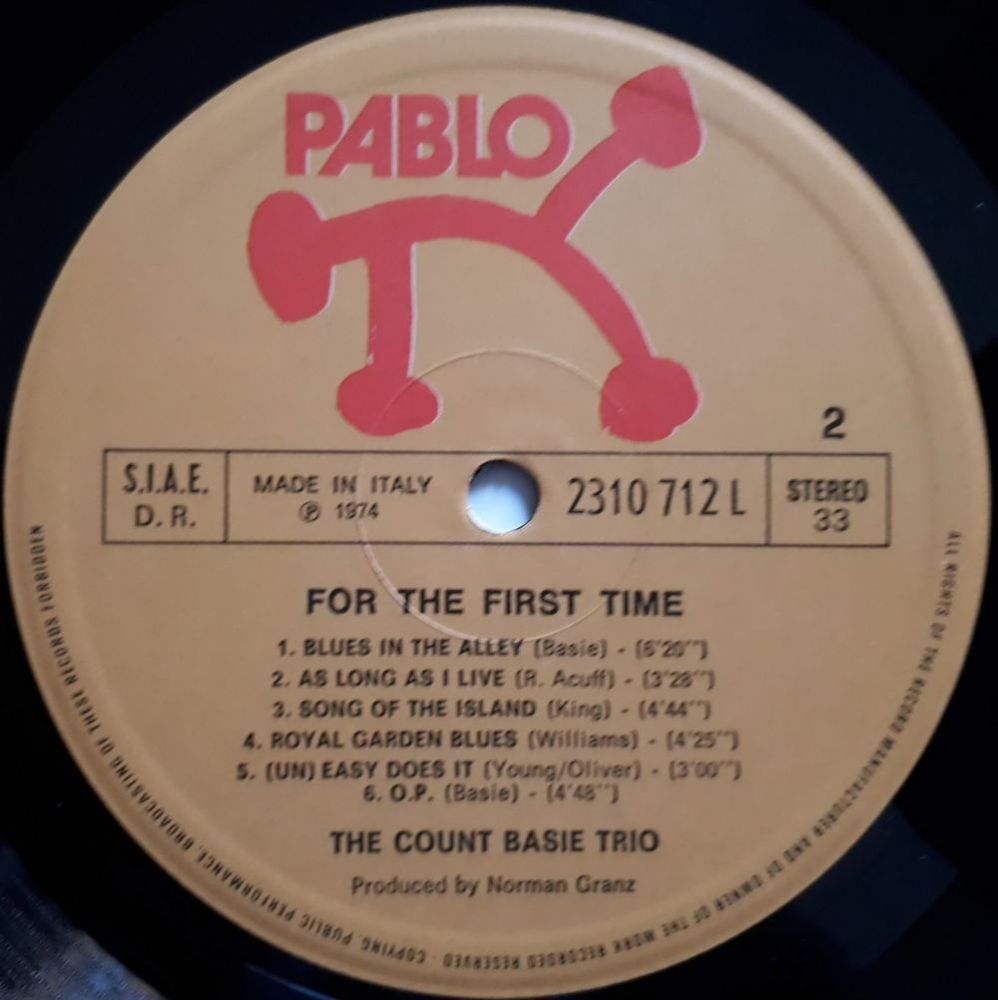 PABLO
2
S.I.A.E.
D.R.
MADE IN ITALY
℗ 1974
2310 712 L
STEREO
33
FOR THE FIRST TIME
1. BLUES IN THE ALLEY (Basie) - (6'20'')
2. AS LONG AS I LIVE (R. Acuff) - (3'28'')
3. SONG OF THE ISLAND (King) - (4'44'')
4. ROYAL GARDEN BLUES (Williams) - (4'25'')
5. (UN) EASY DOES IT (Young/Oliver) - (3'00'')
6. O.P. (Basie) - (4'48'')
THE COUNT BASIE TRIO
Produced by Norman Granz
ALL RIGHTS OF THE RECORD MANUFACTURER AND OF OWNER OF THE WORK RECORDED RESERVED · COPYING, PUBLIC PERFORMANCE, BROADCASTING OF THESE RECORDS FORBIDDEN